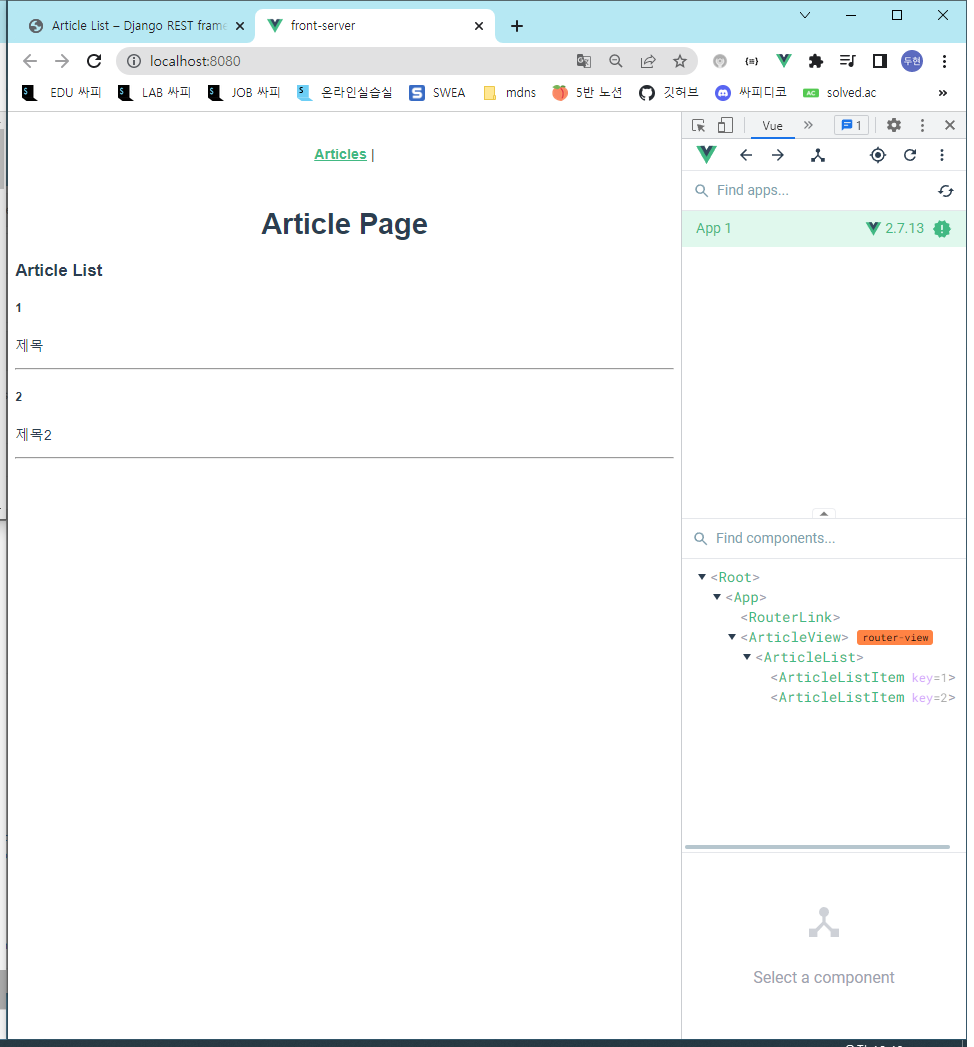 Article List – Django REST frame
front-server
localhost:8080
두현
EDU 싸피
LAB 싸피
JOB 싸피
온라인실습실
SWEA
mdns
5반 노션
깃허브
싸피디코
AC
solved.ac
»
Vue
»
1
Articles |
Find apps...
Article Page
App 1
2.7.13
Article List
1
제목
2
제목2
Find components...
<Root>
<App>
<RouterLink>
<ArticleView> router-view
<ArticleList>
<ArticleListItem key=1>
<ArticleListItem key=2>
Select a component